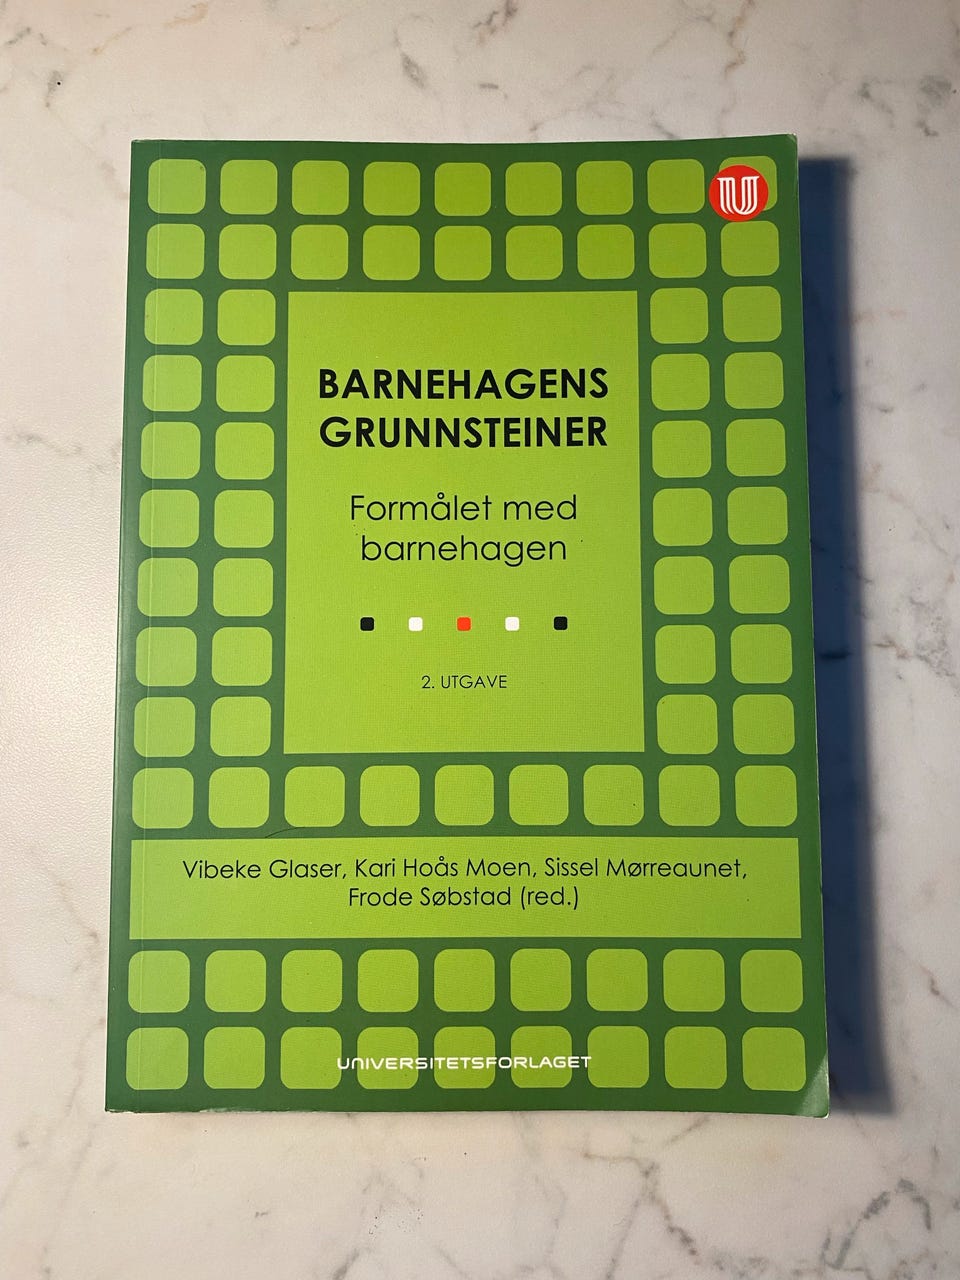 BARNEHAGENS
GRUNNSTEINER
Formålet med
barnehagen
2. UTGAVE
Vibeke Glaser, Kari Hoås Moen, Sissel Mørreaunet,
Frode Søbstad (red.)
UNIVERSITETSFORLAGET